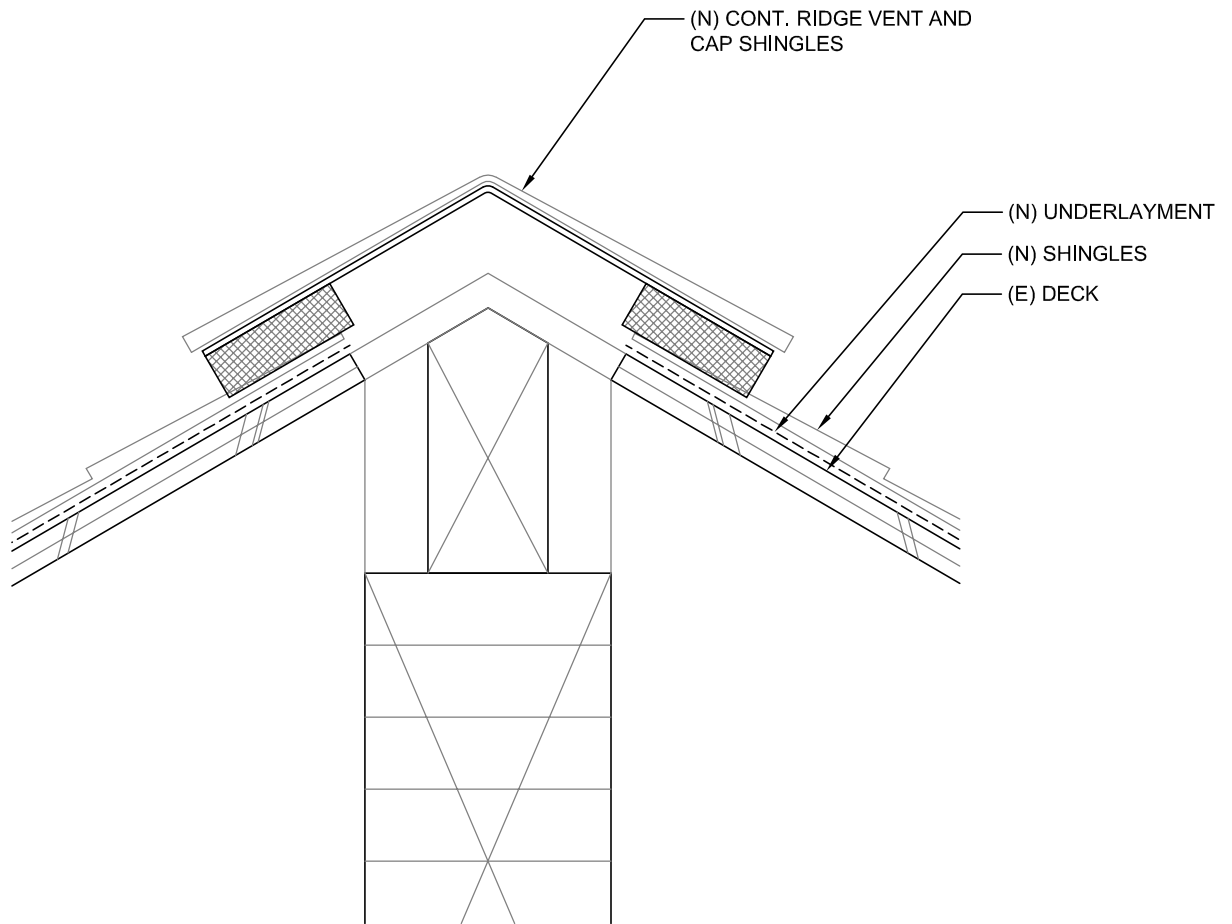 (N) CONT. RIDGE VENT AND
CAP SHINGLES
(N) UNDERLAYMENT
(N) SHINGLES
(E) DECK